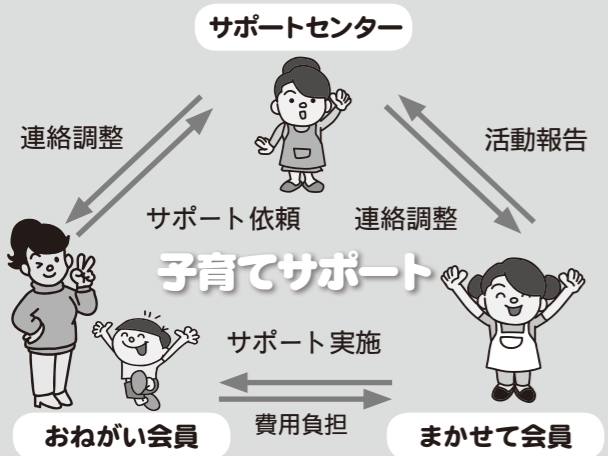 サポートセンター
連絡調整
活動報告
サポート依頼
連絡調整
子育てサポート
サポート実施
費用負担
おねがい会員
まかせて会員